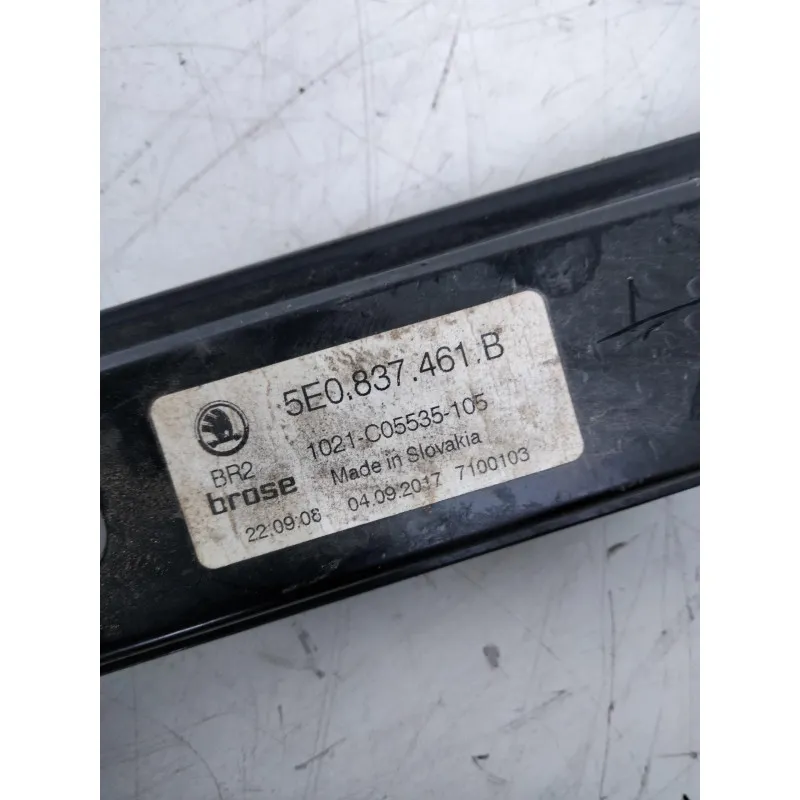 5E0.837.461.B
1021-C05535-105
BR2
Made in Slovakia
brose
22:09:08 04.09.2017 7100103